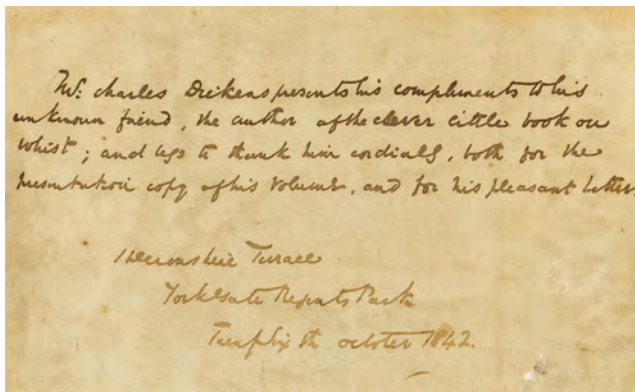 Mr. Charles Dickens presents his compliments to his
unknown friend, the author of the clever little book on
Whist; and begs to thank him cordially, both for the
presentation copy of his volume, and for his pleasant letter.
Devonshire Terrace
York Gate Regents Park
Twenty Sixth October 1842.